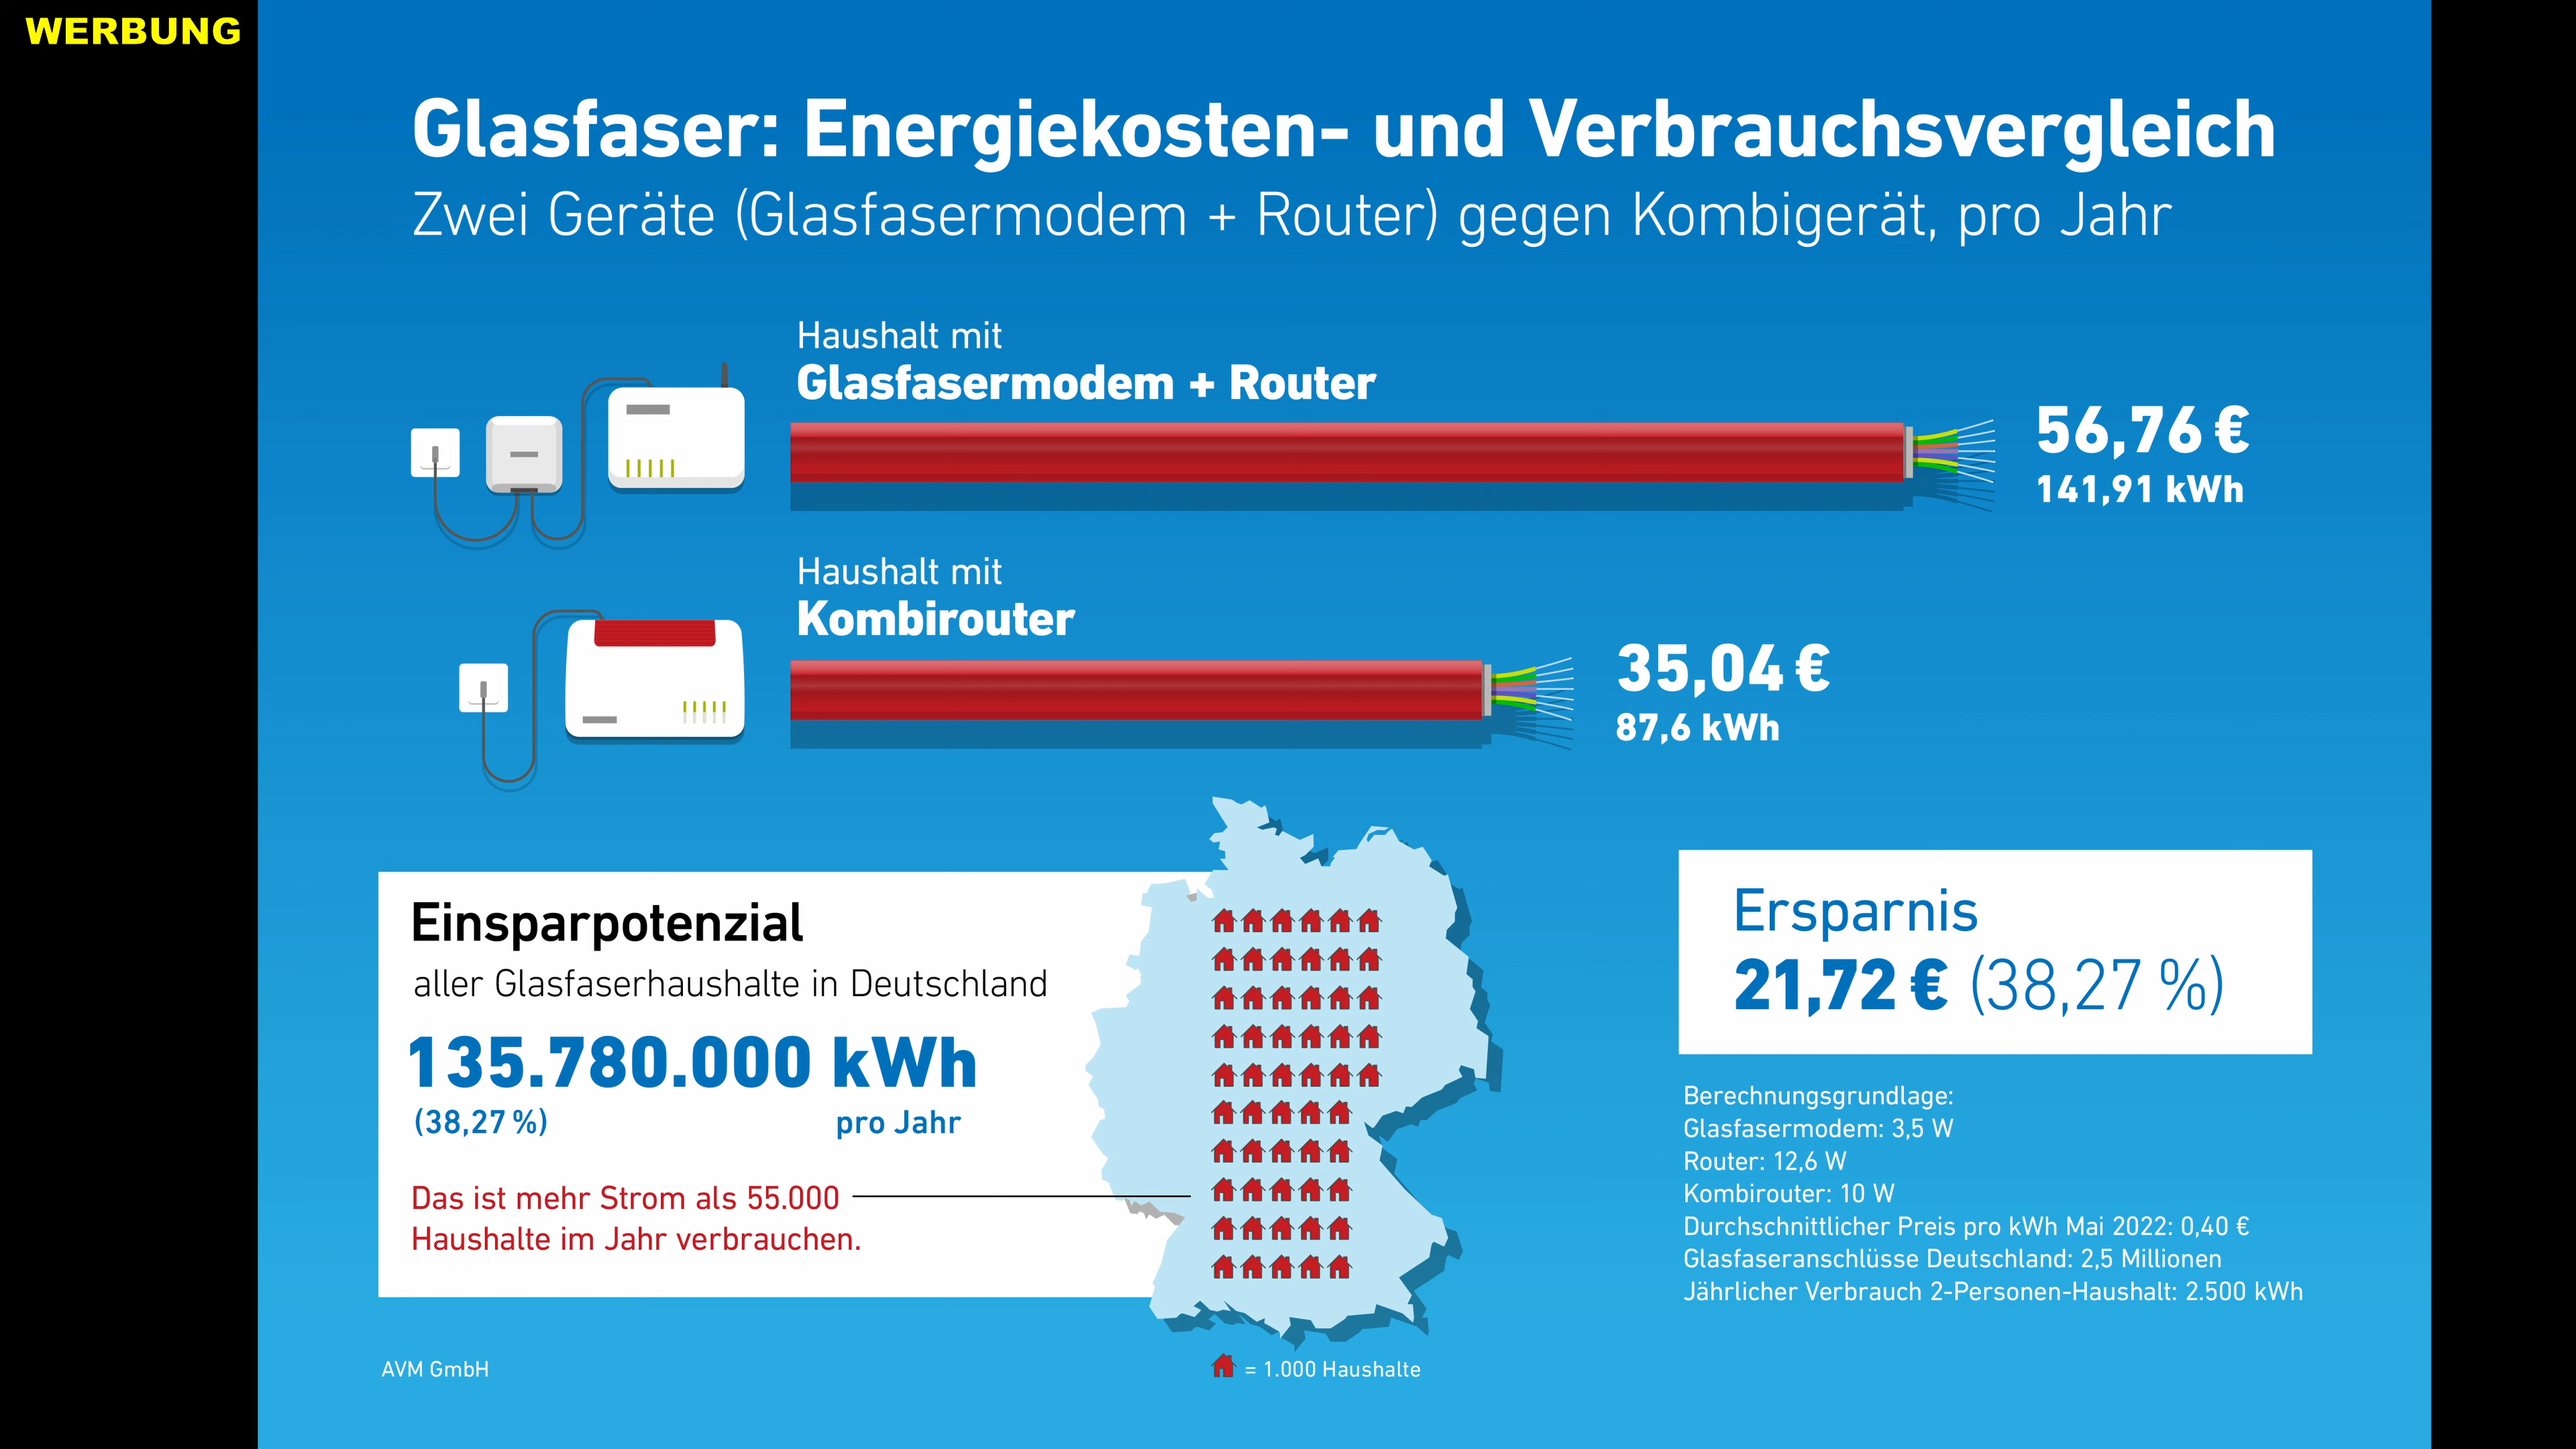 WERBUNG
Glasfaser: Energiekosten- und Verbrauchsvergleich
Zwei Geräte (Glasfasermodem + Router) gegen Kombigerät, pro Jahr
Haushalt mit
Glasfasermodem + Router
56,76 €
141,91 kWh
Haushalt mit
Kombirouter
35,04 €
87,6 kWh
Einsparpotenzial
aller Glasfaserhaushalte in Deutschland
135.780.000 kWh
(38,27 %) pro Jahr
Das ist mehr Strom als 55.000
Haushalte im Jahr verbrauchen.
Ersparnis
21,72 € (38,27 %)
Berechnungsgrundlage:
Glasfasermodem: 3,5 W
Router: 12,6 W
Kombirouter: 10 W
Durchschnittlicher Preis pro kWh Mai 2022: 0,40 €
Glasfaseranschlüsse Deutschland: 2,5 Millionen
Jährlicher Verbrauch 2-Personen-Haushalt: 2.500 kWh
AVM GmbH
= 1.000 Haushalte